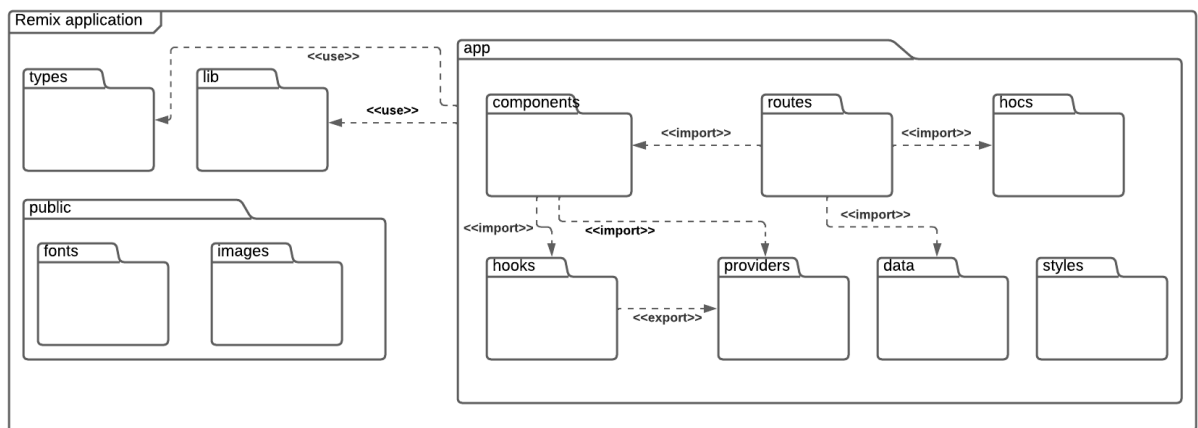 Remix application
app
<<use>>
types
lib
<<use>>
components
routes
hocs
<<import>>
<<import>>
public
<<import>>
<<import>>
<<import>>
fonts
images
hooks
providers
data
styles
<<export>>